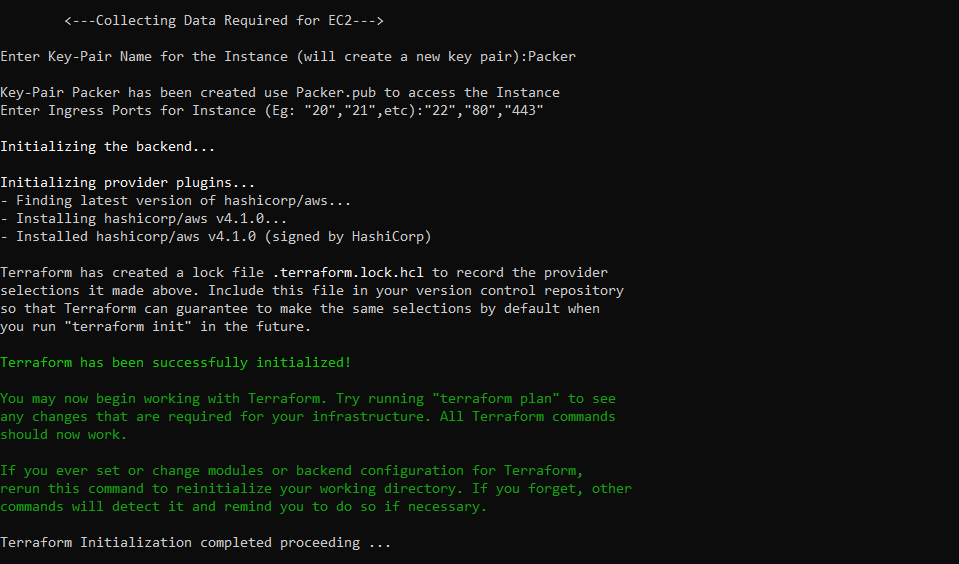 <---Collecting Data Required for EC2--->
Enter Key-Pair Name for the Instance (will create a new key pair):Packer
Key-Pair Packer has been created use Packer.pub to access the Instance
Enter Ingress Ports for Instance (Eg: "20","21",etc):"22","80","443"
Initializing the backend...
Initializing provider plugins...
- Finding latest version of hashicorp/aws...
- Installing hashicorp/aws v4.1.0...
- Installed hashicorp/aws v4.1.0 (signed by HashiCorp)
Terraform has created a lock file .terraform.lock.hcl to record the provider
selections it made above. Include this file in your version control repository
so that Terraform can guarantee to make the same selections by default when
you run "terraform init" in the future.
Terraform has been successfully initialized!
You may now begin working with Terraform. Try running "terraform plan" to see
any changes that are required for your infrastructure. All Terraform commands
should now work.
If you ever set or change modules or backend configuration for Terraform,
rerun this command to reinitialize your working directory. If you forget, other
commands will detect it and remind you to do so if necessary.
Terraform Initialization completed proceeding ...